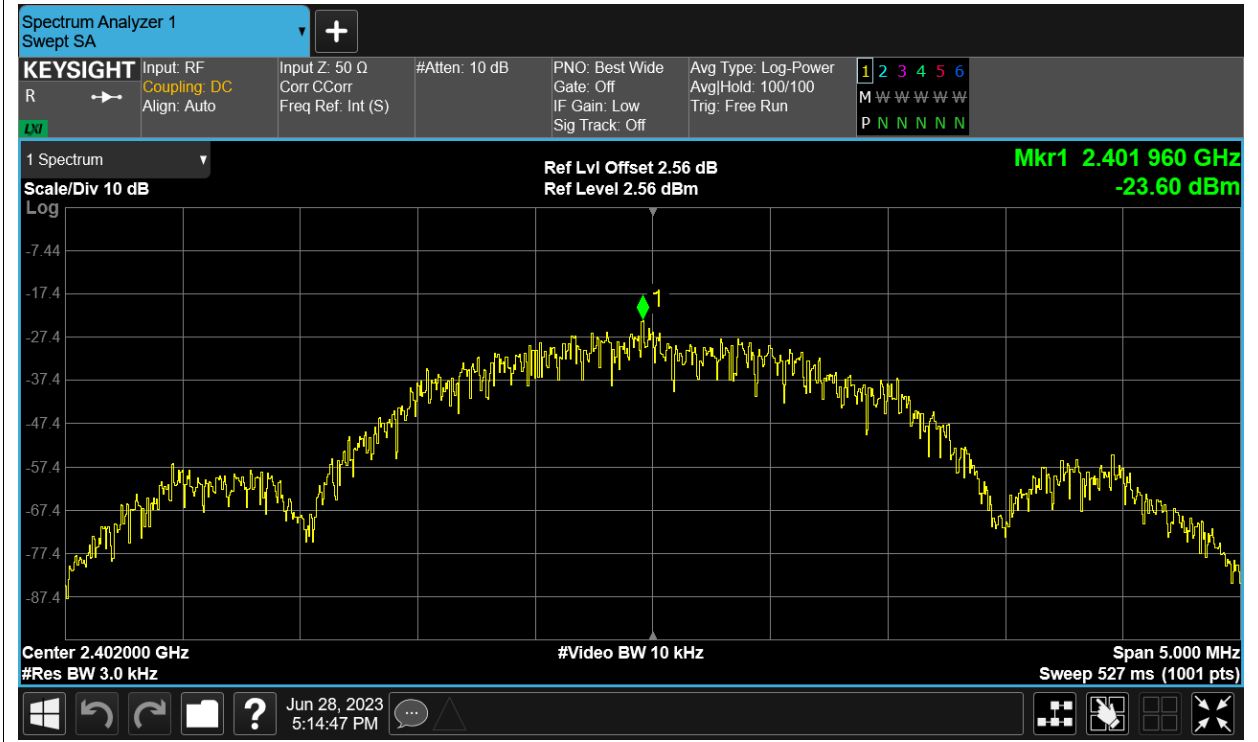 Spectrum Analyzer 1
Swept SA
+
KEYSIGHT
R
LXI
Input: RF
Coupling: DC
Align: Auto
Input Z: 50 Ω
Corr CCorr
Freq Ref: Int (S)
#Atten: 10 dB
PNO: Best Wide
Gate: Off
IF Gain: Low
Sig Track: Off
Avg Type: Log-Power
Avg|Hold: 100/100
Trig: Free Run
1 2 3 4 5 6
M W W W W W
P N N N N N
1 Spectrum
Scale/Div 10 dB
Log
Ref Lvl Offset 2.56 dB
Ref Level 2.56 dBm
Mkr1 2.401 960 GHz
-23.60 dBm
1
-7.44
-17.4
-27.4
-37.4
-47.4
-57.4
-67.4
-77.4
-87.4
Center 2.402000 GHz
#Video BW 10 kHz
Span 5.000 MHz
#Res BW 3.0 kHz
Sweep 527 ms (1001 pts)
?
Jun 28, 2023
5:14:47 PM